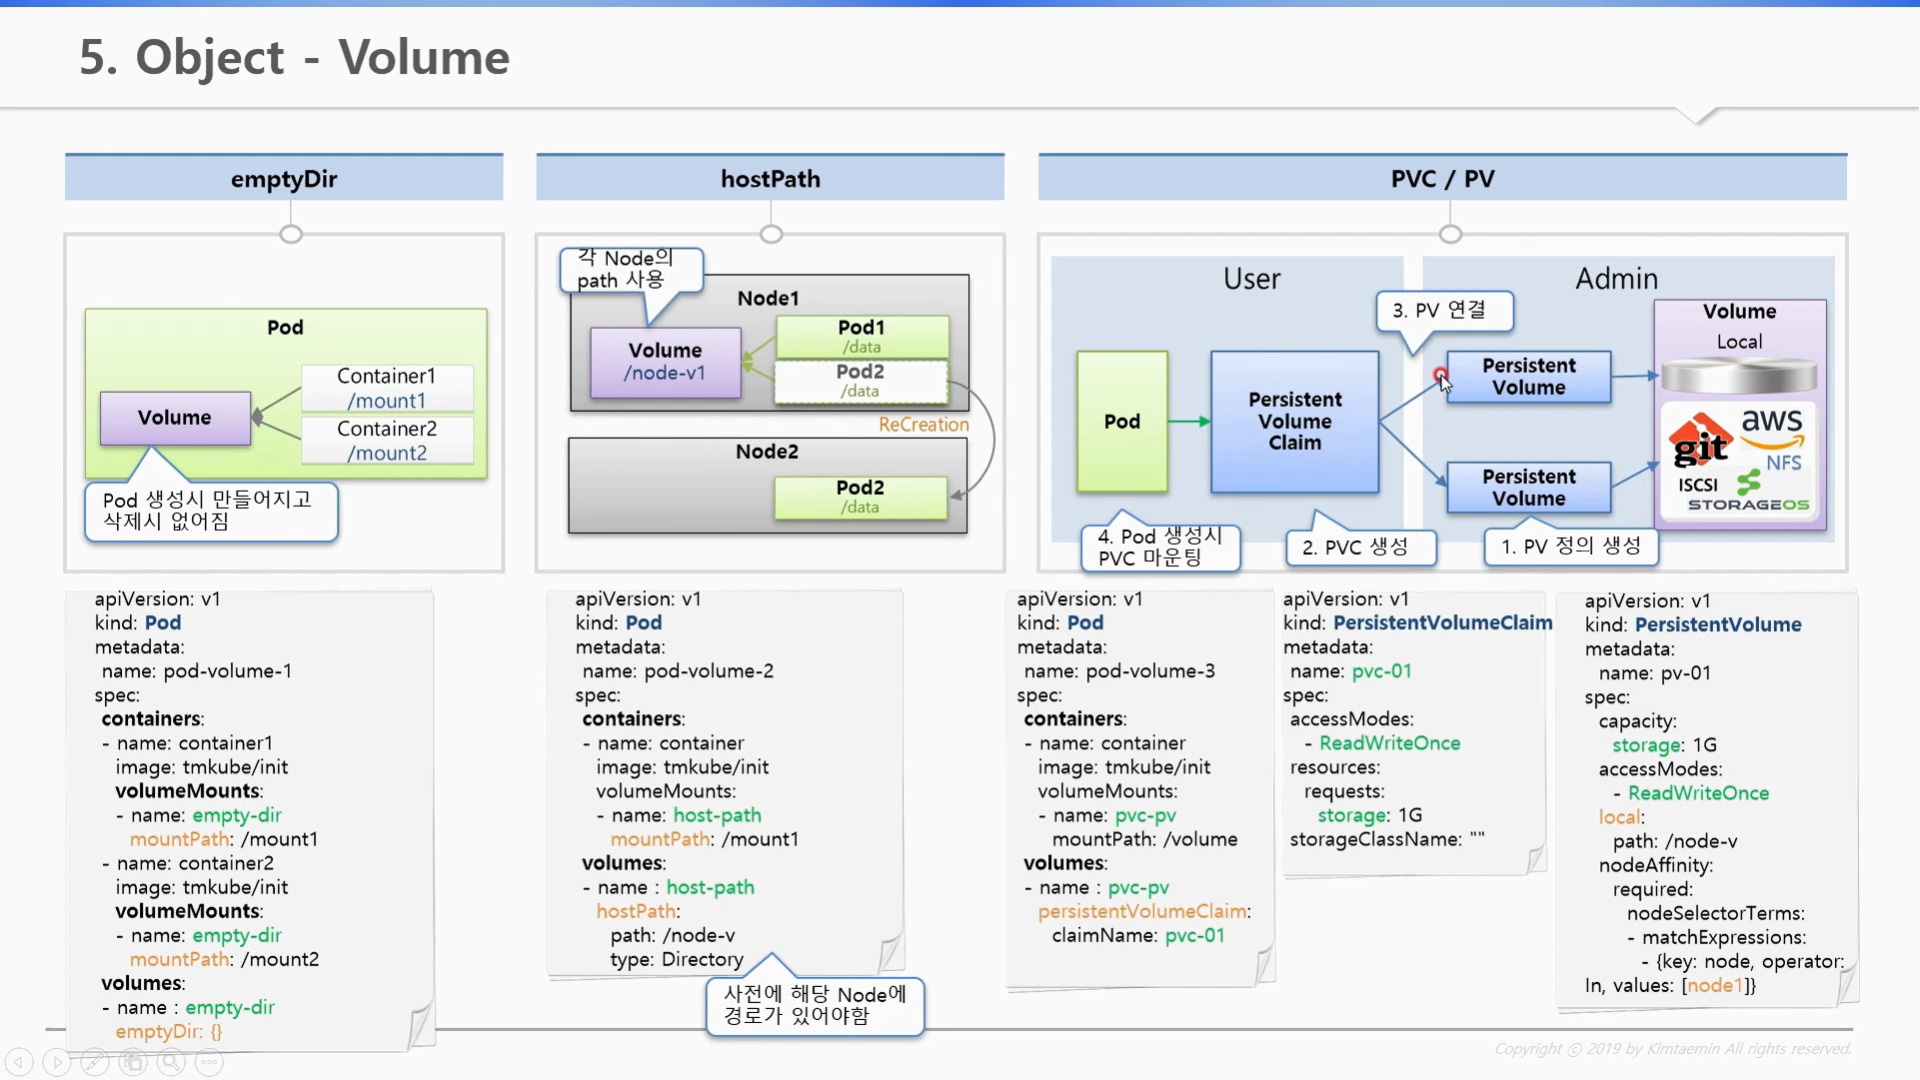 5. Object - Volume
emptyDir
Pod
Volume
Container1
/mount1
Container2
/mount2
Pod 생성시 만들어지고
삭제시 없어짐
apiVersion: v1
kind: Pod
metadata:
name: pod-volume-1
spec:
containers:
- name: container1
image: tmkube/init
volumeMounts:
- name: empty-dir
mountPath: /mount1
- name: container2
image: tmkube/init
volumeMounts:
- name: empty-dir
mountPath: /mount2
volumes:
- name : empty-dir
emptyDir: {}
hostPath
각 Node의
path 사용
Node1
Volume
/node-v1
Pod1
/data
Pod2
/data
ReCreation
Node2
Pod2
/data
apiVersion: v1
kind: Pod
metadata:
name: pod-volume-2
spec:
containers:
- name: container
image: tmkube/init
volumeMounts:
- name: host-path
mountPath: /mount1
volumes:
- name : host-path
hostPath:
path: /node-v
type: Directory
사전에 해당 Node에
경로가 있어야함
PVC / PV
User
Admin
3. PV 연결
Pod
Persistent
Volume
Claim
Persistent
Volume
Persistent
Volume
Volume
Local
git
aws
NFS
ISCSI
STORAGEOS
4. Pod 생성시
PVC 마운팅
2. PVC 생성
1. PV 정의 생성
apiVersion: v1
kind: Pod
metadata:
name: pod-volume-3
spec:
containers:
- name: container
image: tmkube/init
volumeMounts:
- name: pvc-pv
mountPath: /volume
volumes:
- name : pvc-pv
persistentVolumeClaim:
claimName: pvc-01
apiVersion: v1
kind: PersistentVolumeClaim
metadata:
name: pvc-01
spec:
accessModes:
- ReadWriteOnce
resources:
requests:
storage: 1G
storageClassName: ""
apiVersion: v1
kind: PersistentVolume
metadata:
name: pv-01
spec:
capacity:
storage: 1G
accessModes:
- ReadWriteOnce
local:
path: /node-v
nodeAffinity:
required:
nodeSelectorTerms:
- matchExpressions:
- {key: node, operator:
In, values: [node1]}
Copyright © 2019 by Kimtaemin All rights reserved.